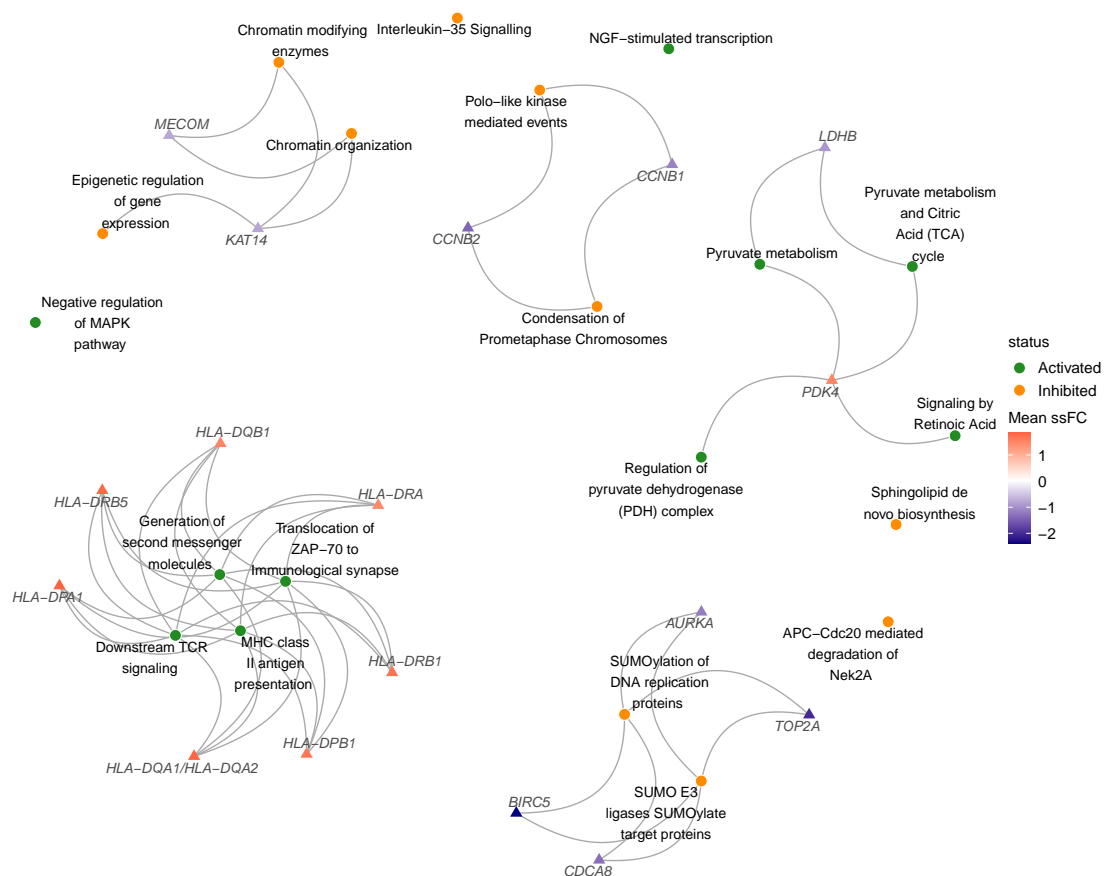 Interleukin−35 Signalling
Chromatin modifying
enzymes
NGF−stimulated transcription
Polo−like kinase
mediated events
MECOM
Chromatin organization
LDHB
CCNB1
Epigenetic regulation
of gene
expression
Pyruvate metabolism
and Citric
Acid (TCA)
cycle
KAT14
CCNB2
Pyruvate metabolism
Negative regulation
of MAPK
pathway
Condensation of
Prometaphase Chromosomes
status
Activated
Inhibited
Mean ssFC
1
0
−1
−2
PDK4
Signaling by
Retinoic Acid
HLA−DQB1
Regulation of
pyruvate dehydrogenase
(PDH) complex
Sphingolipid de
novo biosynthesis
HLA−DRB5
HLA−DRA
Generation of
second messenger
molecules
Translocation of
ZAP−70 to
Immunological synapse
HLA−DPA1
Downstream TCR
signaling
MHC class
II antigen
presentation
HLA−DRB1
HLA−DPB1
HLA−DQA1/HLA−DQA2
AURKA
APC−Cdc20 mediated
degradation of
Nek2A
SUMOylation of
DNA replication
proteins
TOP2A
BIRC5
SUMO E3
ligases SUMOylate
target proteins
CDCA8